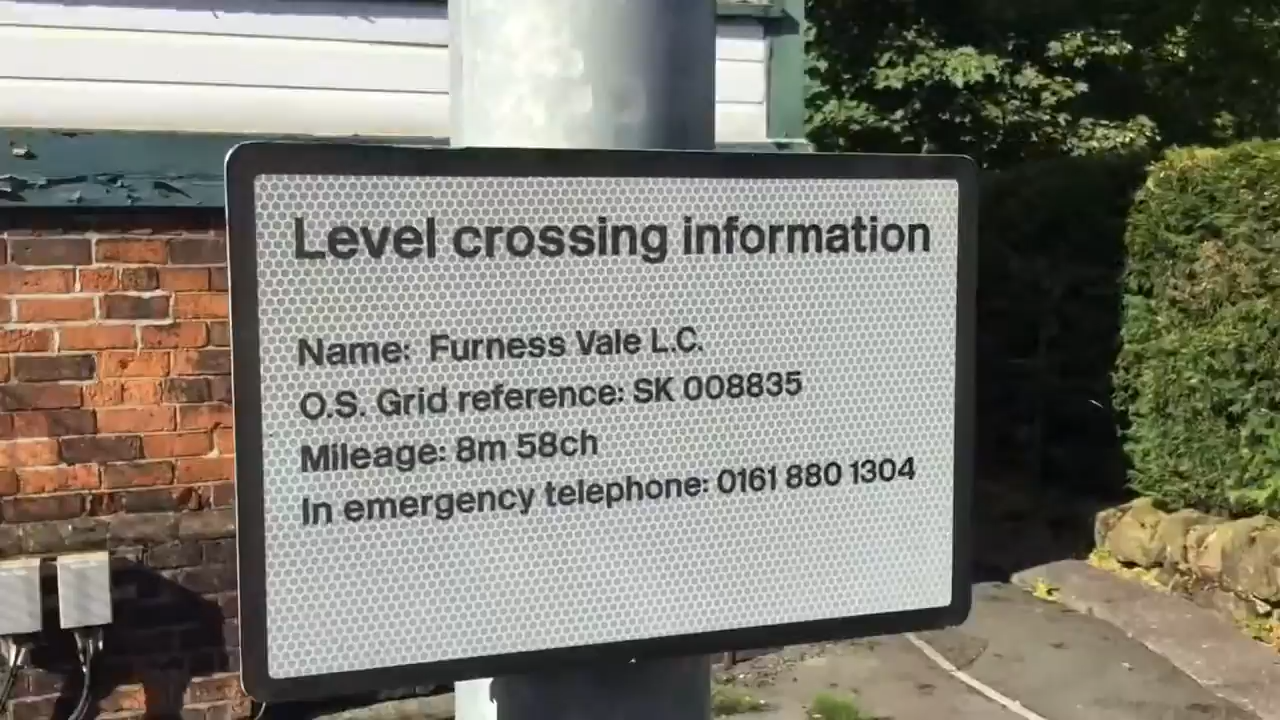 Level crossing information
Name: Furness Vale L.C.
O.S. Grid reference: SK 008835
Mileage: 8m 58ch
In emergency telephone: 0161 880 1304